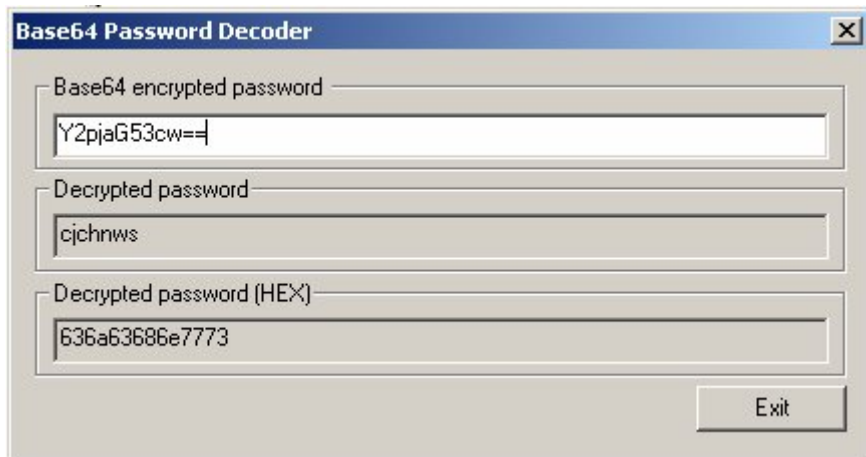 Base64 Password Decoder
Base64 encrypted password
Y2pjaG53cw==
Decrypted password
cjchnws
Decrypted password (HEX)
636a63686e7773
Exit